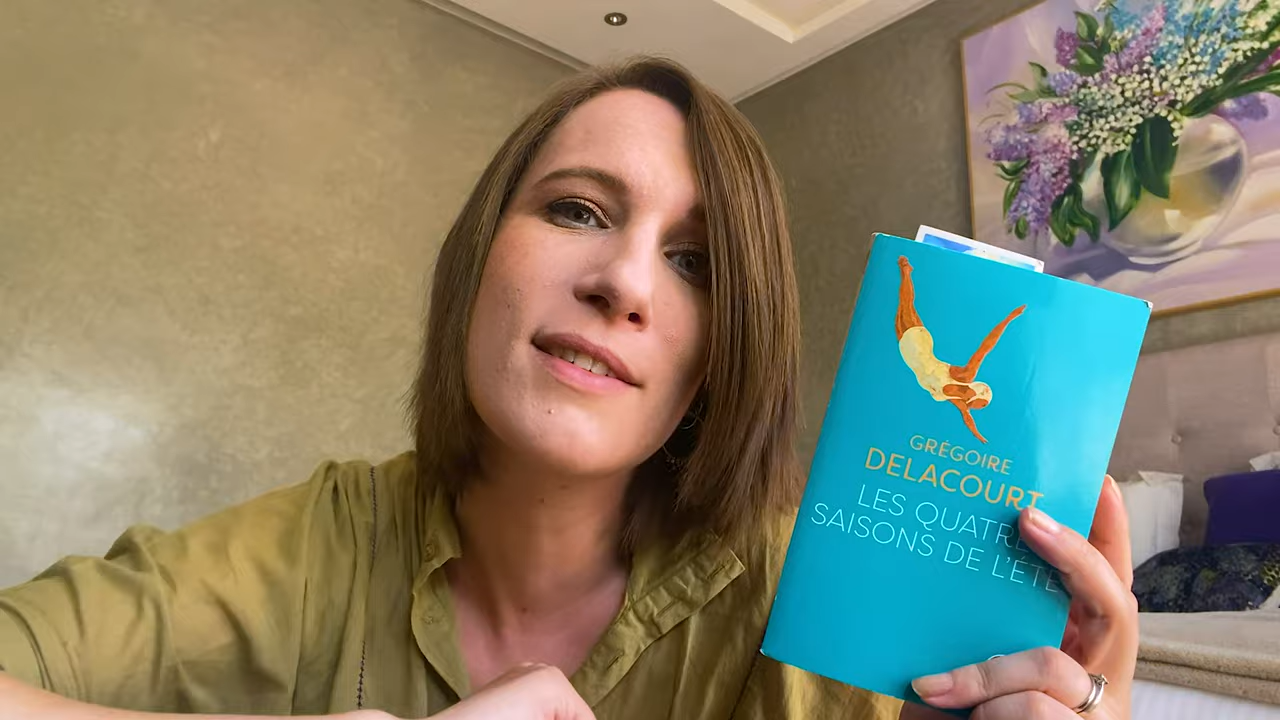 GRÉGOIRE
DELACOURT
LES QUATRE
SAISONS DE L'ÉTÉ